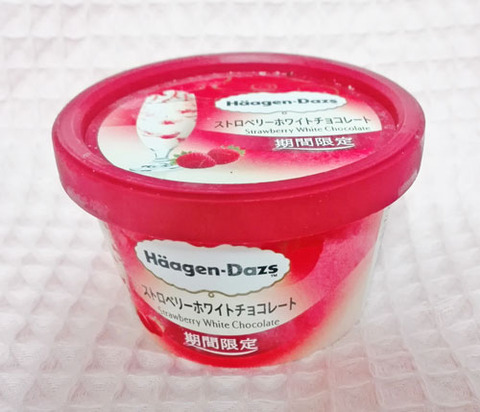 Häagen-Dazs
ストロベリーホワイトチョコレート
Strawberry White Chocolate
期間限定
Häagen-Dazs™
ストロベリーホワイトチョコレート
Strawberry White Chocolate
期間限定